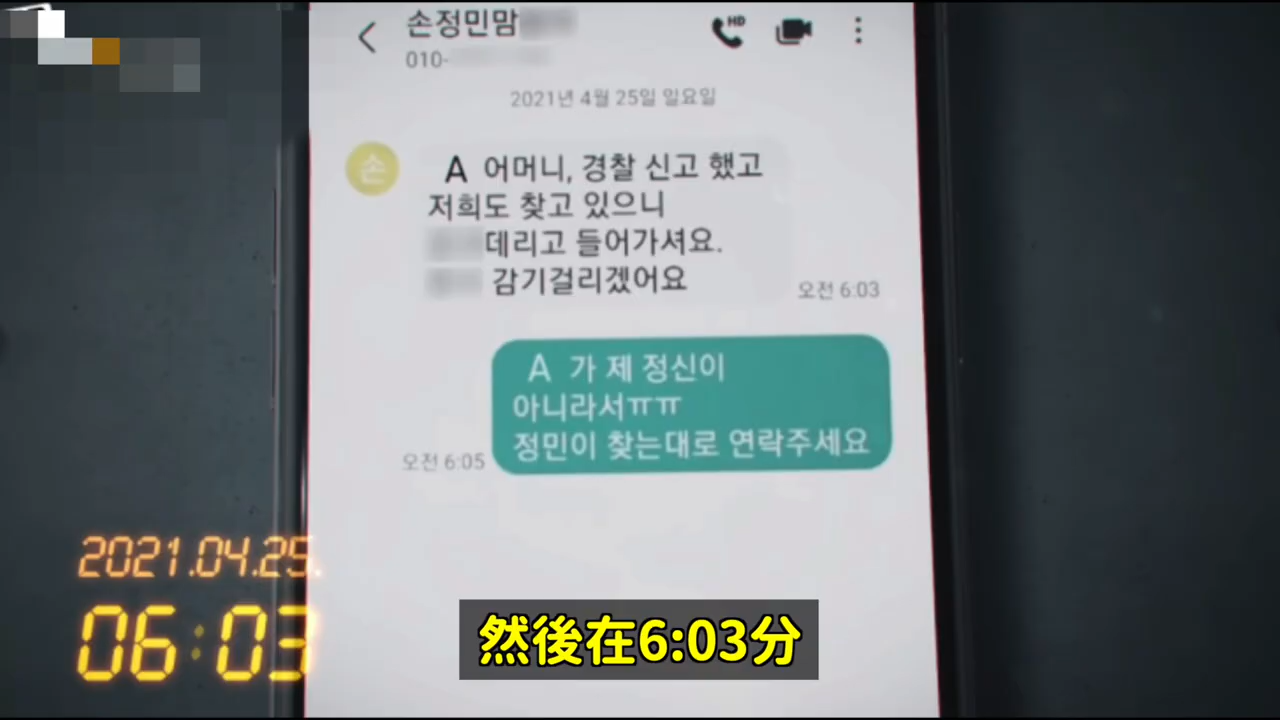 손정민맘
010-
2021년 4월 25일 일요일
손
A 어머니, 경찰 신고 했고
저희도 찾고 있으니
데리고 들어가셔요.
감기걸리겠어요
오전 6:03
A 가 제 정신이
아니라서ㅠㅠ
정민이 찾는대로 연락주세요
오전 6:05
2021.04.25.
06:03
然後在6:03分